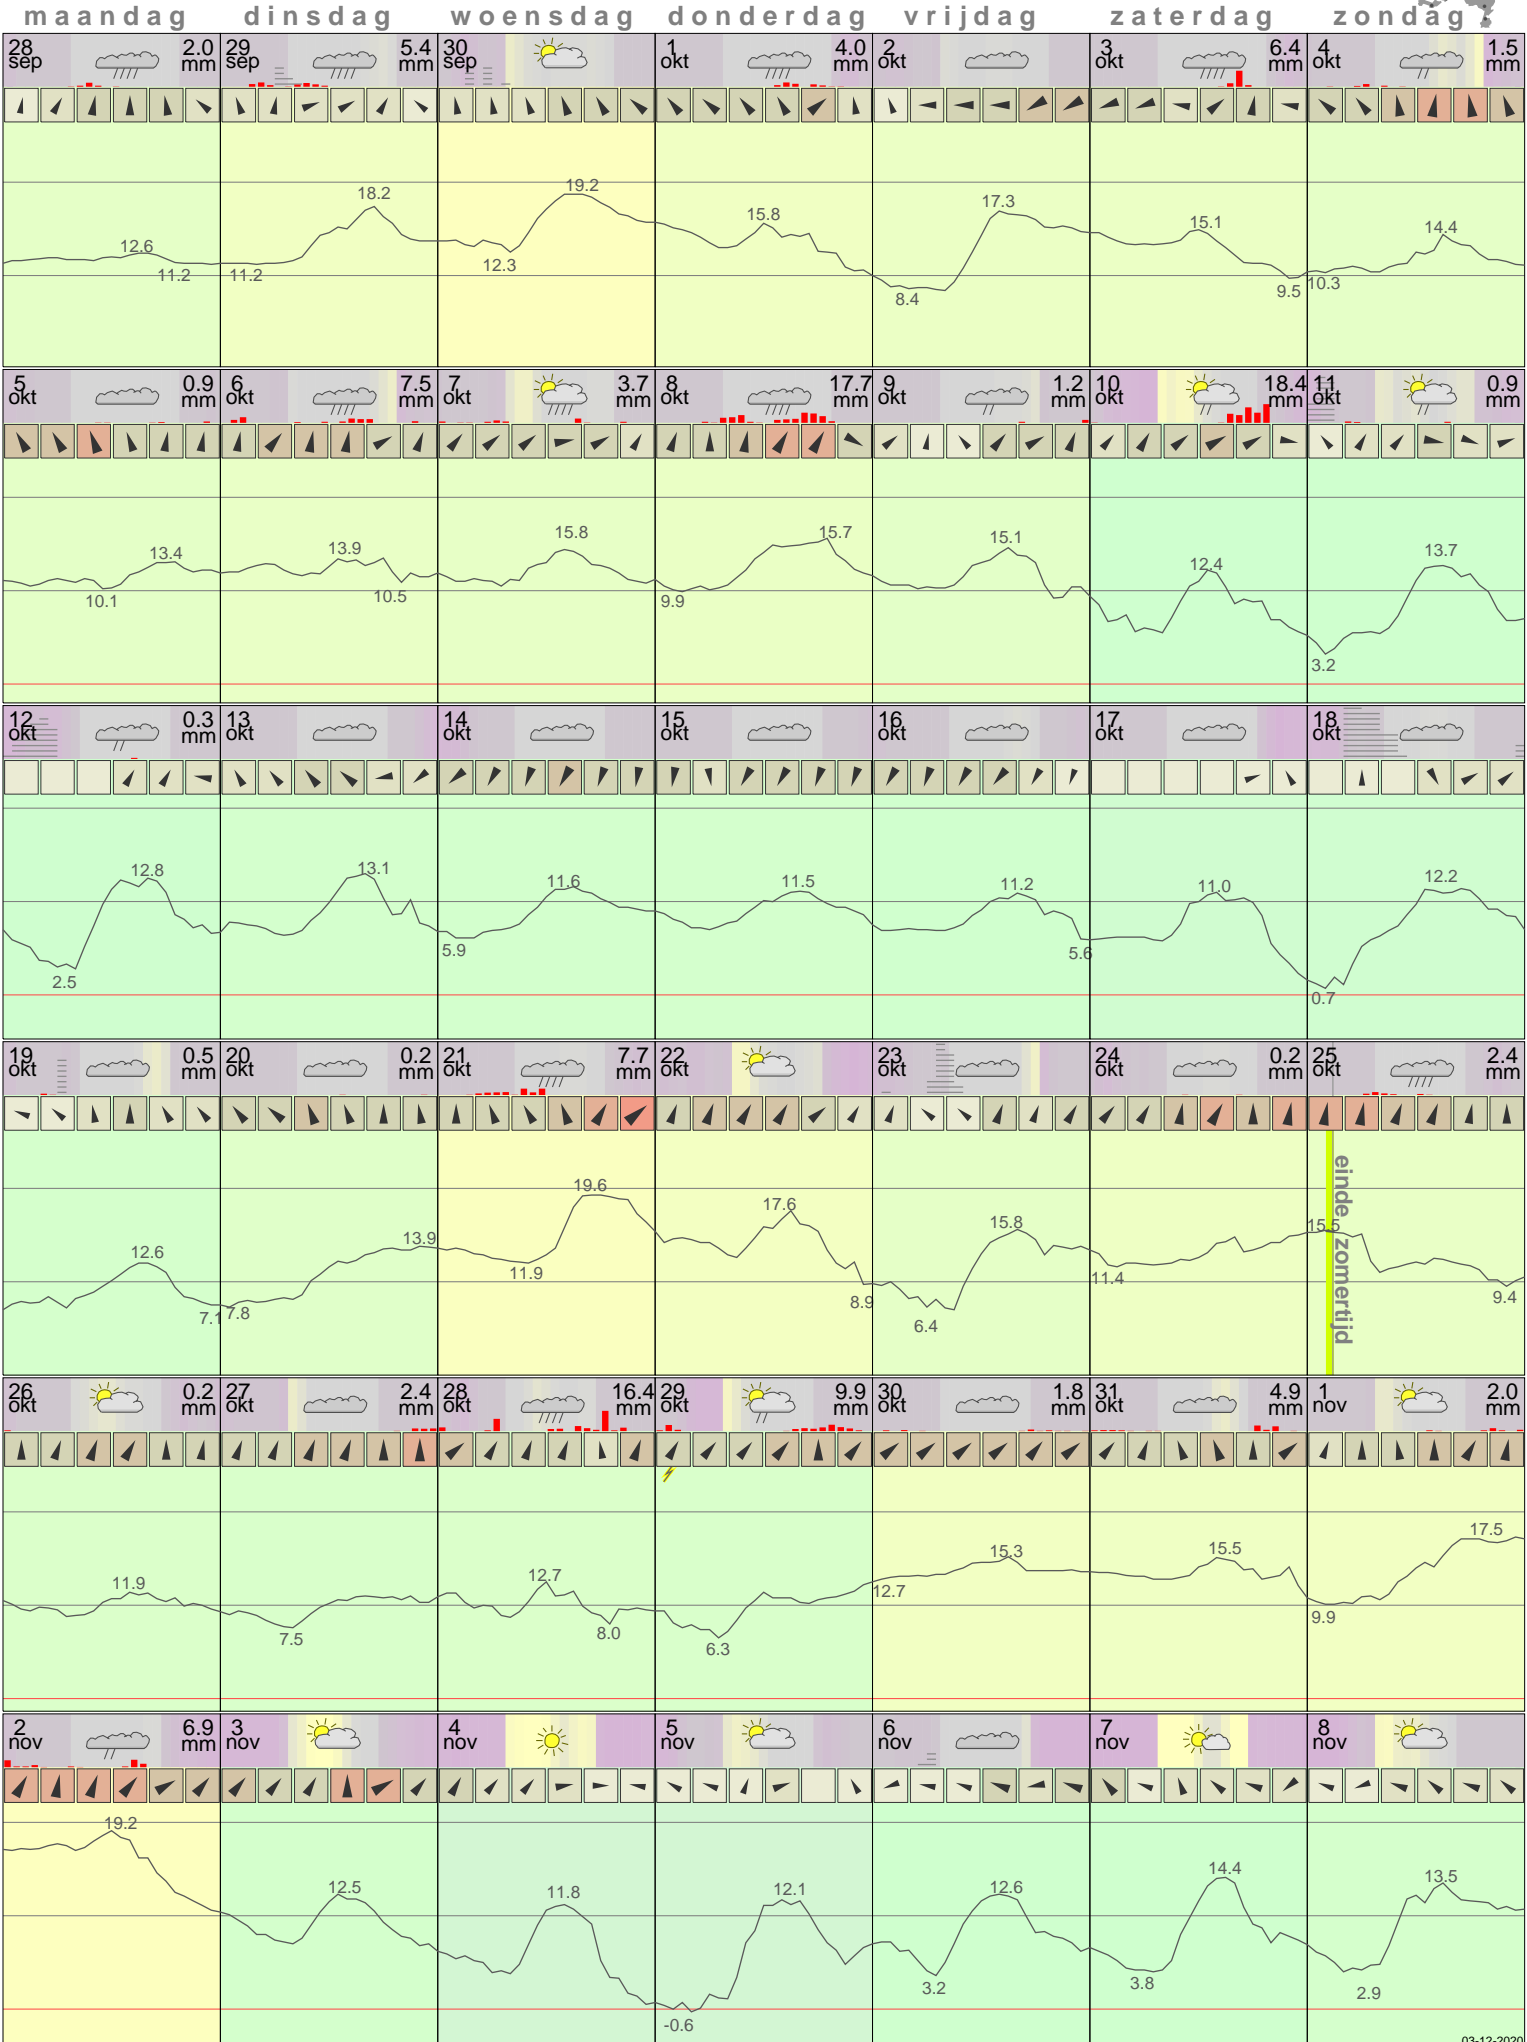 maandag dinsdag woensdag donderdag vrijdag zaterdag zondag
28 2.0 29 5.4 30 1 4.0 2 3 6.4 4 1.5
sep mm sep mm sep okt mm okt okt mm okt mm
18.2 19.2 15.8 17.3 15.1 14.4
12.6 11.2 11.2 12.3 8.4 9.5 10.3
5 0.9 6 7.5 7 3.7 8 17.7 9 1.2 10 18.4 11 0.9
okt mm okt mm okt mm okt mm okt mm okt mm okt mm
13.4 13.9 15.8 15.7 15.1 12.4 13.7
10.1 10.5 9.9 3.2
12 0.3 13 14 15 16 17 18
okt mm okt okt okt okt okt okt
12.8 13.1 11.6 11.5 11.2 11.0 12.2
2.5 5.9 5.6 0.7
19 0.5 20 0.2 21 7.7 22 23 24 0.2 25 2.4
okt mm okt mm okt mm okt okt okt mm okt mm
einde zomertijd
12.6 13.9 19.6 17.6 15.8 15.5
7.1 7.8 11.9 8.9 6.4 11.4 9.4
26 0.2 27 2.4 28 16.4 29 9.9 30 1.8 31 4.9 1 2.0
okt mm okt mm okt mm okt mm okt mm okt mm nov mm
11.9 12.7 15.3 15.5 17.5
7.5 8.0 6.3 12.7 9.9
2 6.9 3 4 5 6 7 8
nov mm nov nov nov nov nov nov
19.2 12.5 11.8 12.1 12.6 14.4 13.5
-0.6 3.2 3.8 2.9
03-12-2020